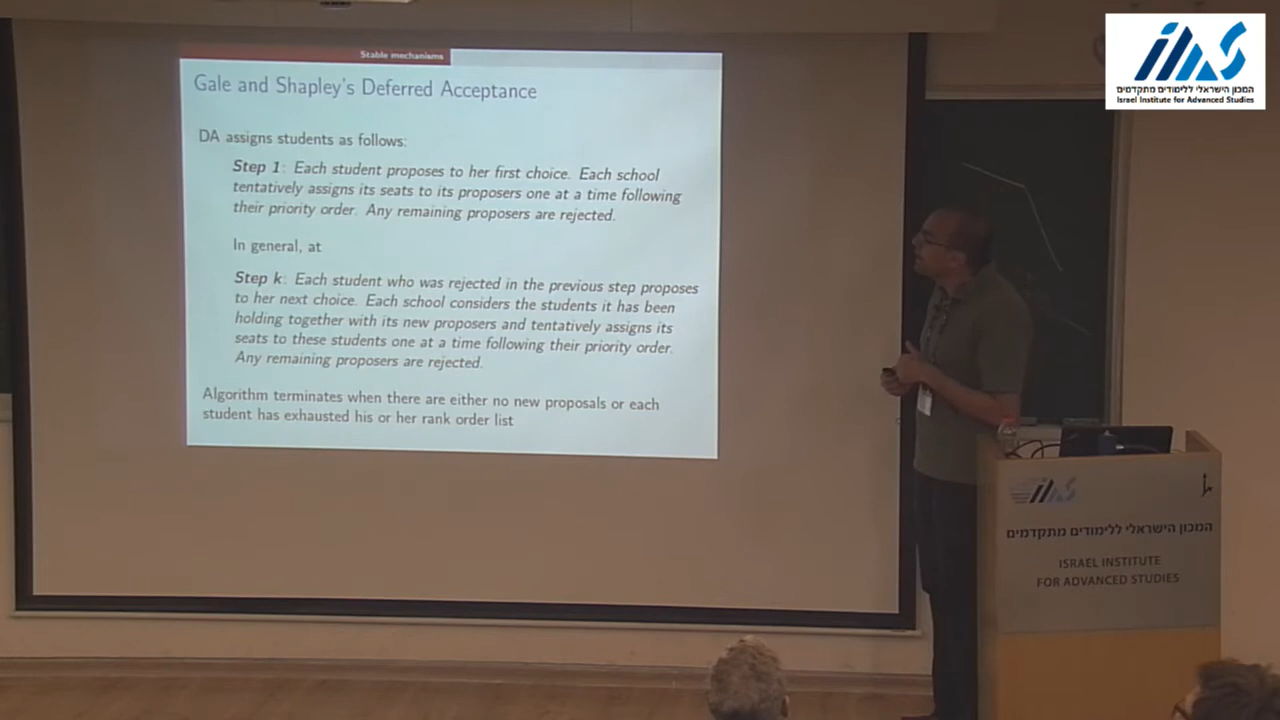 Stable mechanisms
Gale and Shapley's Deferred Acceptance
DA assigns students as follows:
Step 1: Each student proposes to her first choice. Each school
tentatively assigns its seats to its proposers one at a time following
their priority order. Any remaining proposers are rejected.
In general, at
Step k: Each student who was rejected in the previous step proposes
to her next choice. Each school considers the students it has been
holding together with its new proposers and tentatively assigns its
seats to these students one at a time following their priority order.
Any remaining proposers are rejected.
Algorithm terminates when there are either no new proposals or each
student has exhausted his or her rank order list
המכון הישראלי ללימודים מתקדמים
Israel Institute for Advanced Studies
המכון הישראלי ללימודים מתקדמים
ISRAEL INSTITUTE
FOR ADVANCED STUDIES